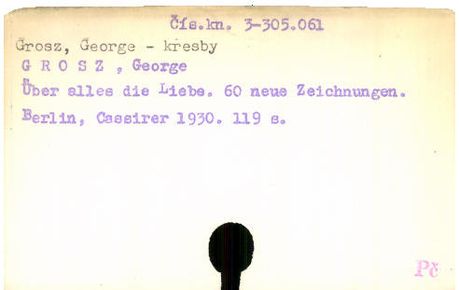 Čís.kn. 3-305.061
Grosz, George - kresby
G R O S Z , George
Über alles die Liebe. 60 neue Zeichnungen.
Berlin, Cassirer 1930. 119 s.
Pč